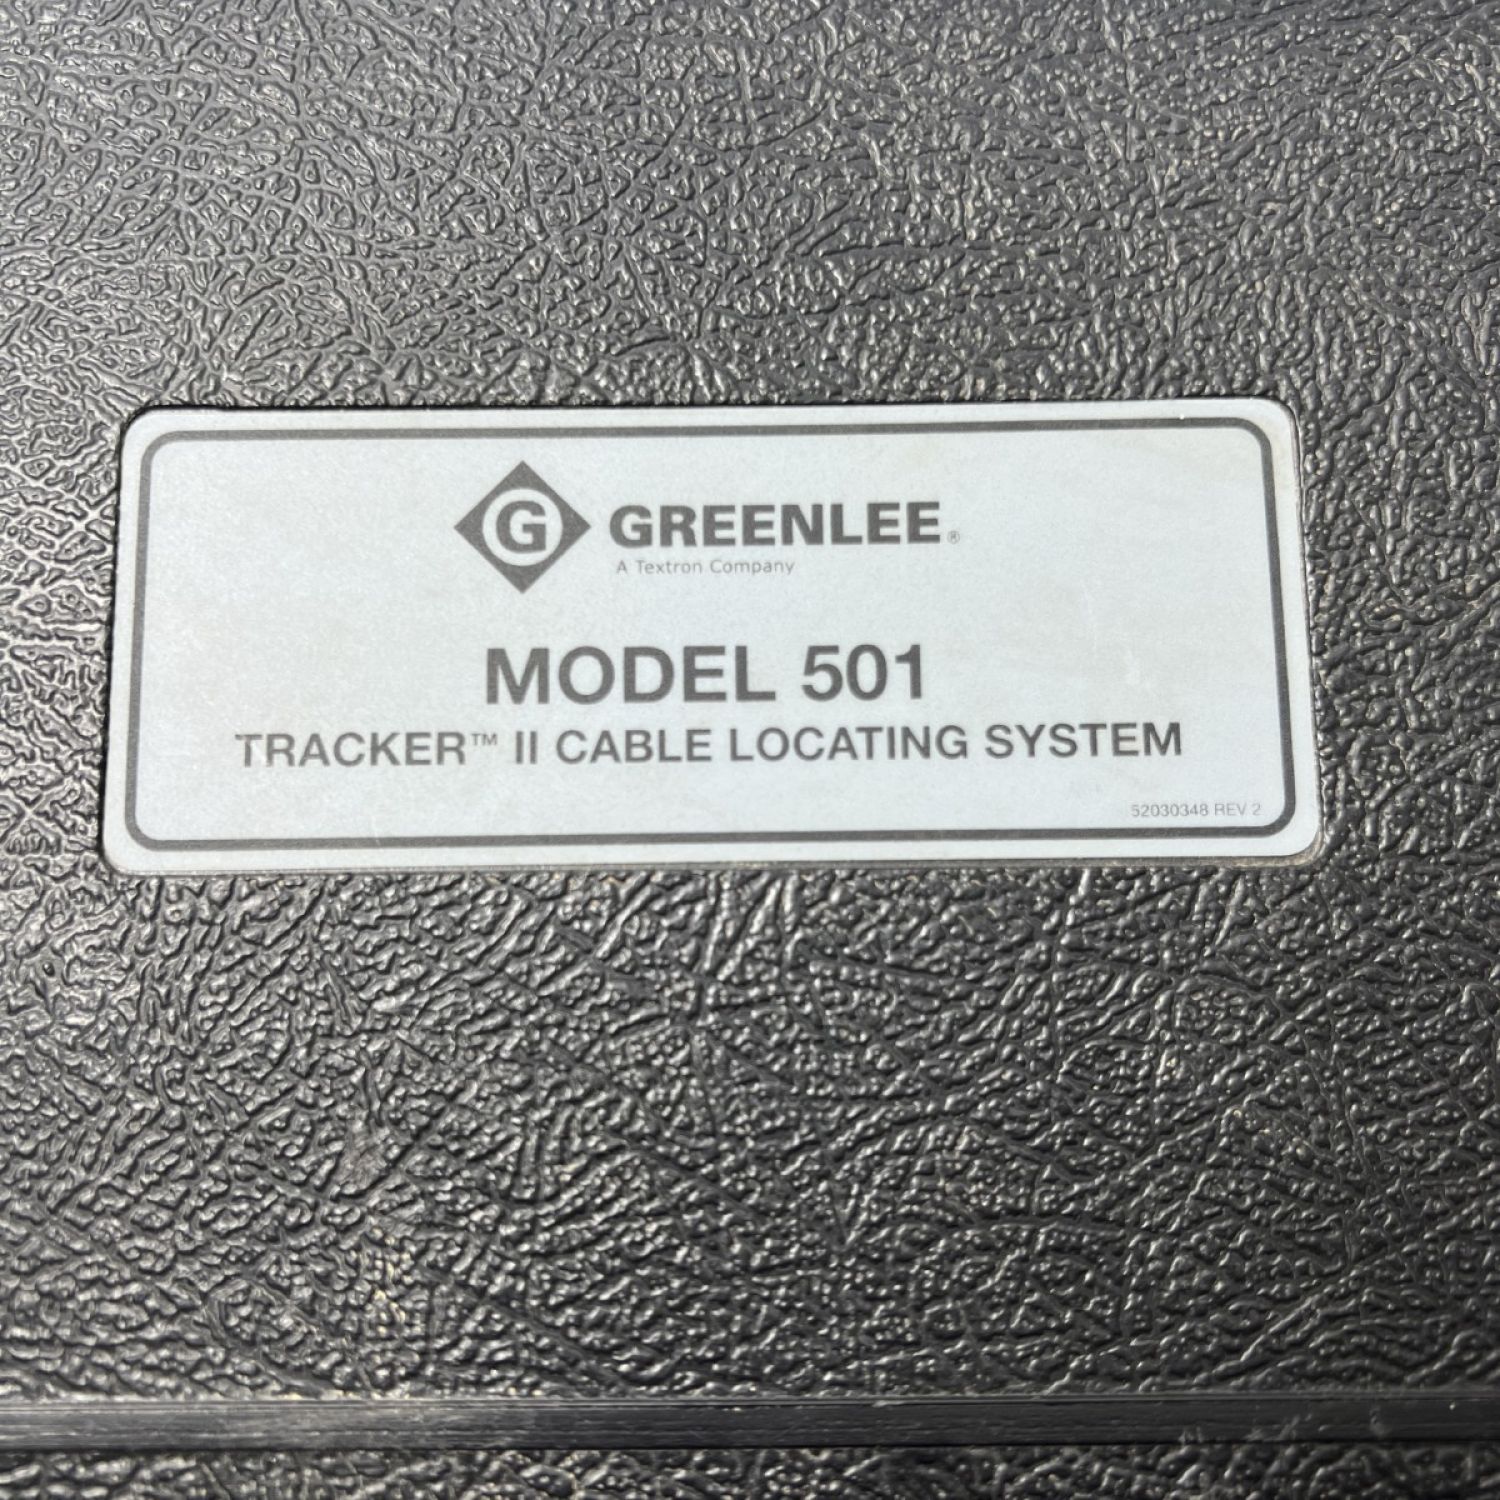 G GREENLEE®
A Textron Company
MODEL 501
TRACKER™ II CABLE LOCATING SYSTEM
52030348 REV 2